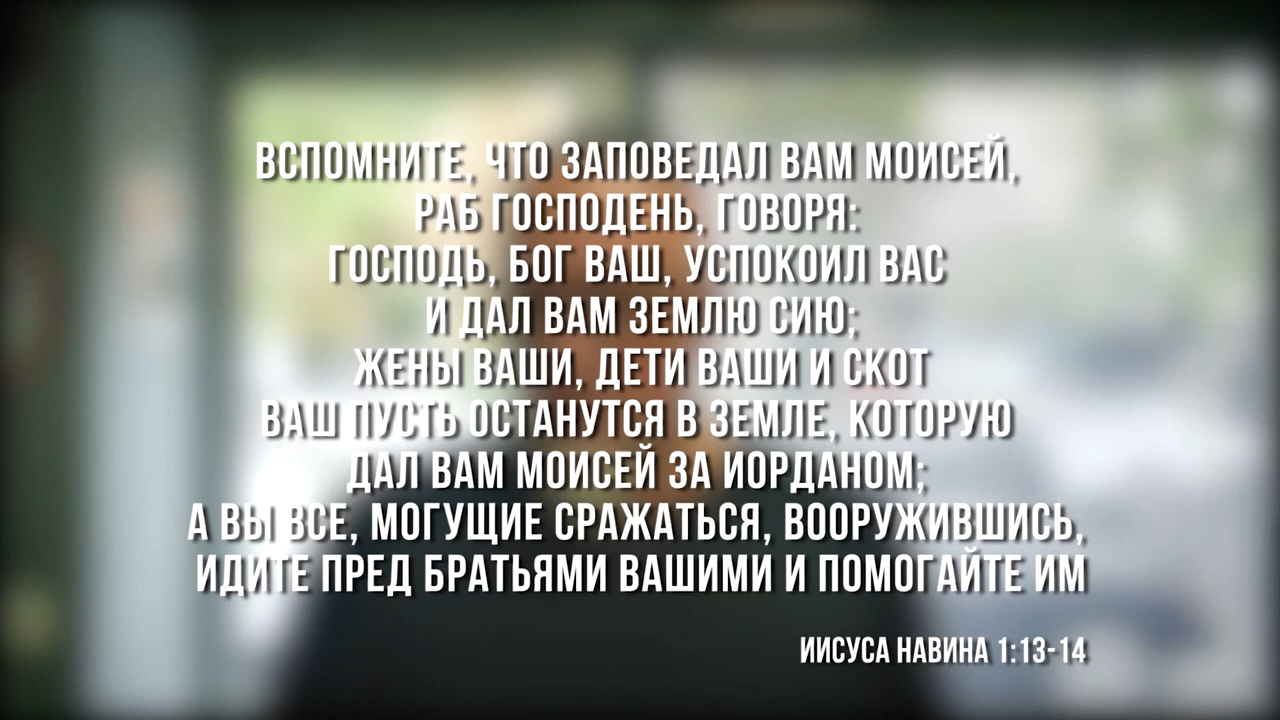 ВСПОМНИТЕ, ЧТО ЗАПОВЕДАЛ ВАМ МОИСЕЙ,
РАБ ГОСПОДЕНЬ, ГОВОРЯ:
ГОСПОДЬ, БОГ ВАШ, УСПОКОИЛ ВАС
И ДАЛ ВАМ ЗЕМЛЮ СИЮ;
ЖЕНЫ ВАШИ, ДЕТИ ВАШИ И СКОТ
ВАШ ПУСТЬ ОСТАНУТСЯ В ЗЕМЛЕ, КОТОРУЮ
ДАЛ ВАМ МОИСЕЙ ЗА ИОРДАНОМ;
А ВЫ ВСЕ, МОГУЩИЕ СРАЖАТЬСЯ, ВООРУЖИВШИСЬ,
ИДИТЕ ПРЕД БРАТЬЯМИ ВАШИМИ И ПОМОГАЙТЕ ИМ
ИИСУСА НАВИНА 1:13-14